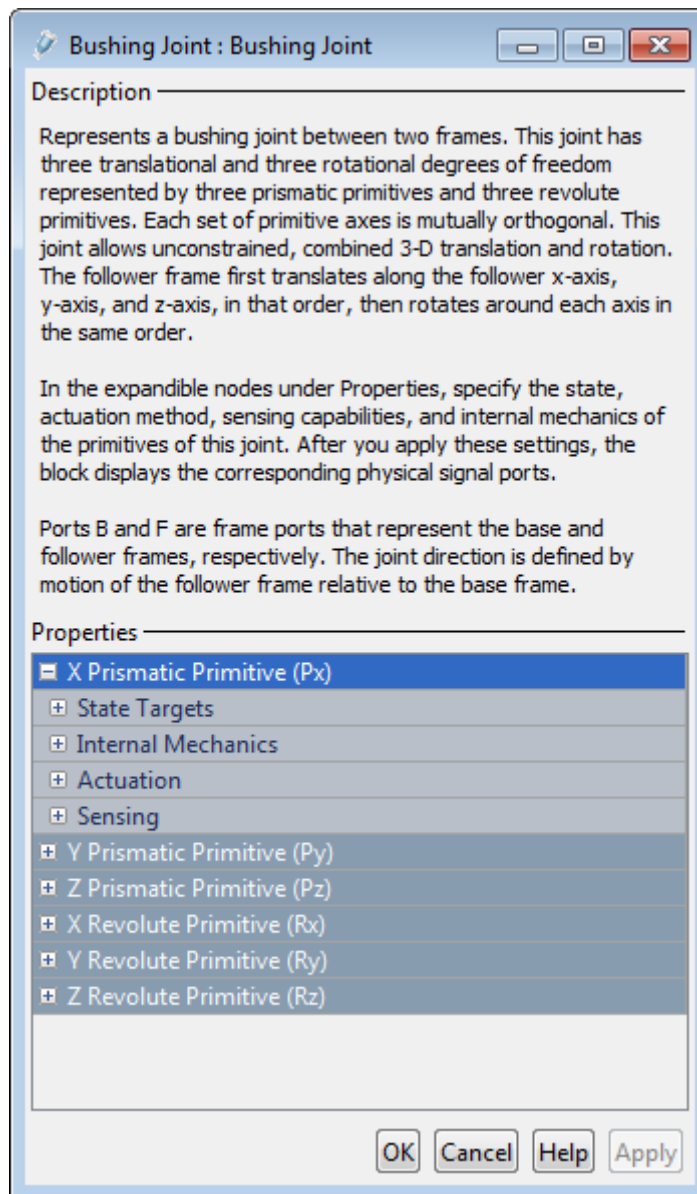 Bushing Joint : Bushing Joint
Description
Represents a bushing joint between two frames. This joint has
three translational and three rotational degrees of freedom
represented by three prismatic primitives and three revolute
primitives. Each set of primitive axes is mutually orthogonal. This
joint allows unconstrained, combined 3-D translation and rotation.
The follower frame first translates along the follower x-axis,
y-axis, and z-axis, in that order, then rotates around each axis in
the same order.
In the expandible nodes under Properties, specify the state,
actuation method, sensing capabilities, and internal mechanics of
the primitives of this joint. After you apply these settings, the
block displays the corresponding physical signal ports.
Ports B and F are frame ports that represent the base and
follower frames, respectively. The joint direction is defined by
motion of the follower frame relative to the base frame.
Properties
X Prismatic Primitive (Px)
State Targets
Internal Mechanics
Actuation
Sensing
Y Prismatic Primitive (Py)
Z Prismatic Primitive (Pz)
X Revolute Primitive (Rx)
Y Revolute Primitive (Ry)
Z Revolute Primitive (Rz)
OK Cancel Help Apply